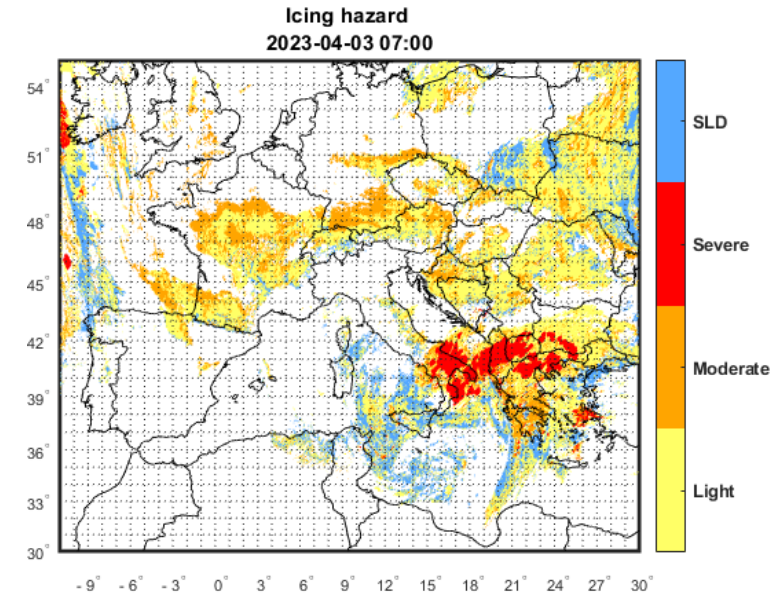 Icing hazard
2023-04-03 07:00
54°
51°
48°
45°
42°
39°
36°
33°
30°
- 9° - 6° - 3° 0° 3° 6° 9° 12° 15° 18° 21° 24° 27° 30°
SLD
Severe
Moderate
Light